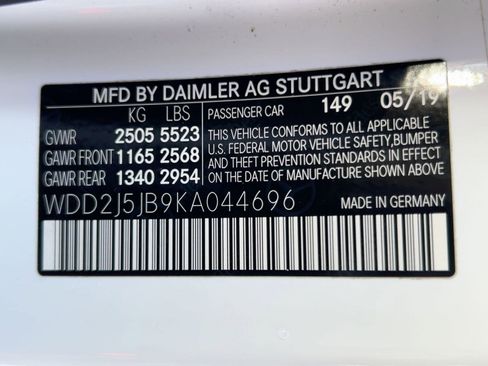 MFD BY DAIMLER AG STUTTGART
KG LBS PASSENGER CAR 149 05/19
GVWR 2505 5523
GAWR FRONT 1165 2568
GAWR REAR 1340 2954
THIS VEHICLE CONFORMS TO ALL APPLICABLE
U.S. FEDERAL MOTOR VEHICLE SAFETY,BUMPER
AND THEFT PREVENTION STANDARDS IN EFFECT
ON THE DATE OF MANUFACTURE SHOWN ABOVE.
WDD2J5JB9KA044696 MADE IN GERMANY